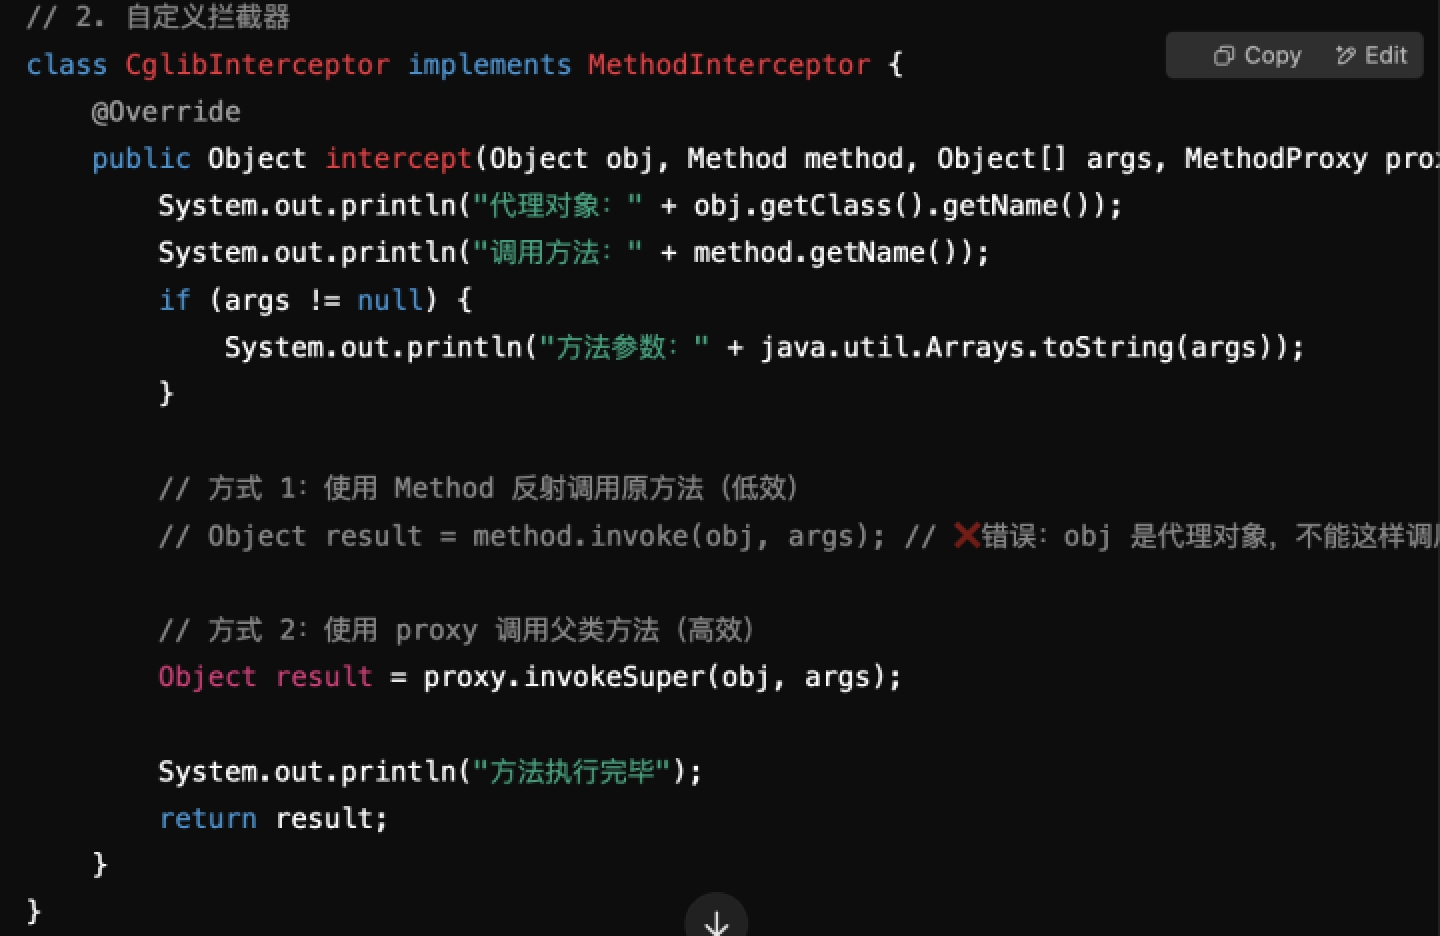 // 2. 自定义拦截器
Copy Edit
class CglibInterceptor implements MethodInterceptor {
@Override
public Object intercept(Object obj, Method method, Object[] args, MethodProxy pro
System.out.println("代理对象：" + obj.getClass().getName());
System.out.println("调用方法：" + method.getName());
if (args != null) {
System.out.println("方法参数：" + java.util.Arrays.toString(args));
}
// 方式 1：使用 Method 反射调用原方法（低效）
// Object result = method.invoke(obj, args); // ❌错误：obj 是代理对象，不能这样调
// 方式 2：使用 proxy 调用父类方法（高效）
Object result = proxy.invokeSuper(obj, args);
System.out.println("方法执行完毕");
return result;
}
}